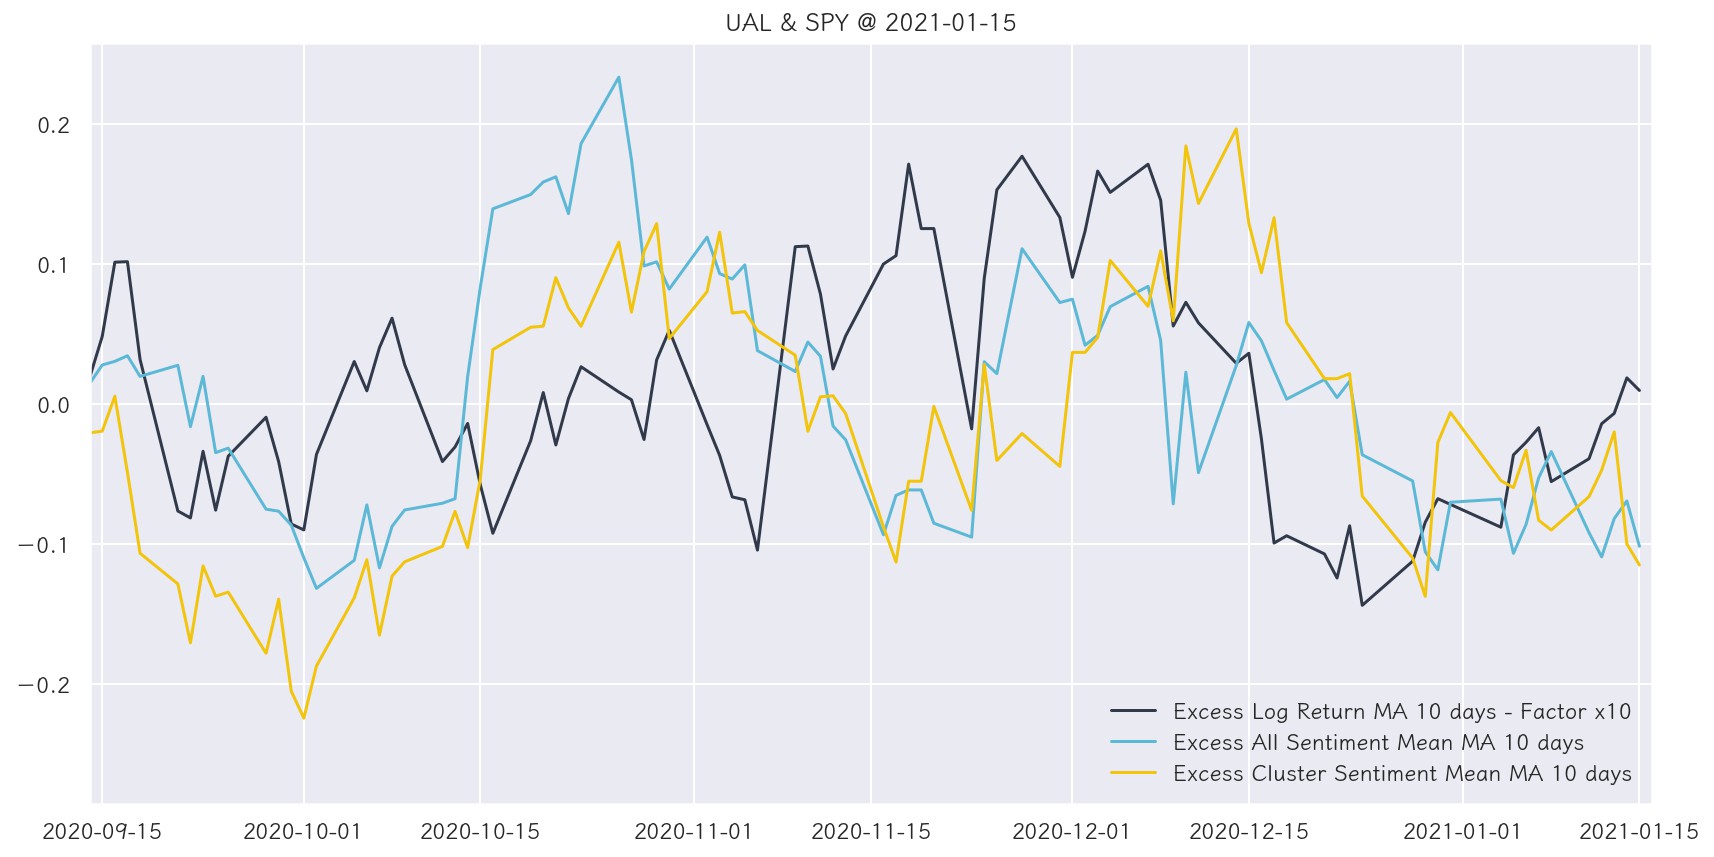 UAL & SPY @ 2021-01-15
0.2
0.1
0.0
−0.1
−0.2
Excess Log Return MA 10 days - Factor x10
Excess All Sentiment Mean MA 10 days
Excess Cluster Sentiment Mean MA 10 days
2020-09-15 2020-10-01 2020-10-15 2020-11-01 2020-11-15 2020-12-01 2020-12-15 2021-01-01 2021-01-15